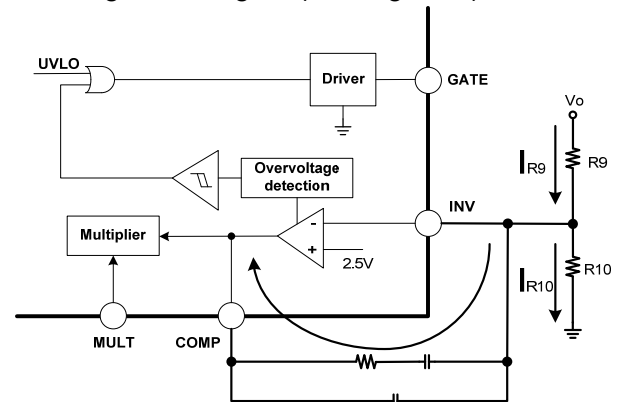 UVLO
Driver
GATE
Vo
IR9
R9
Overvoltage
detection
INV
Multiplier
-
+
2.5V
IR10
R10
MULT
COMP